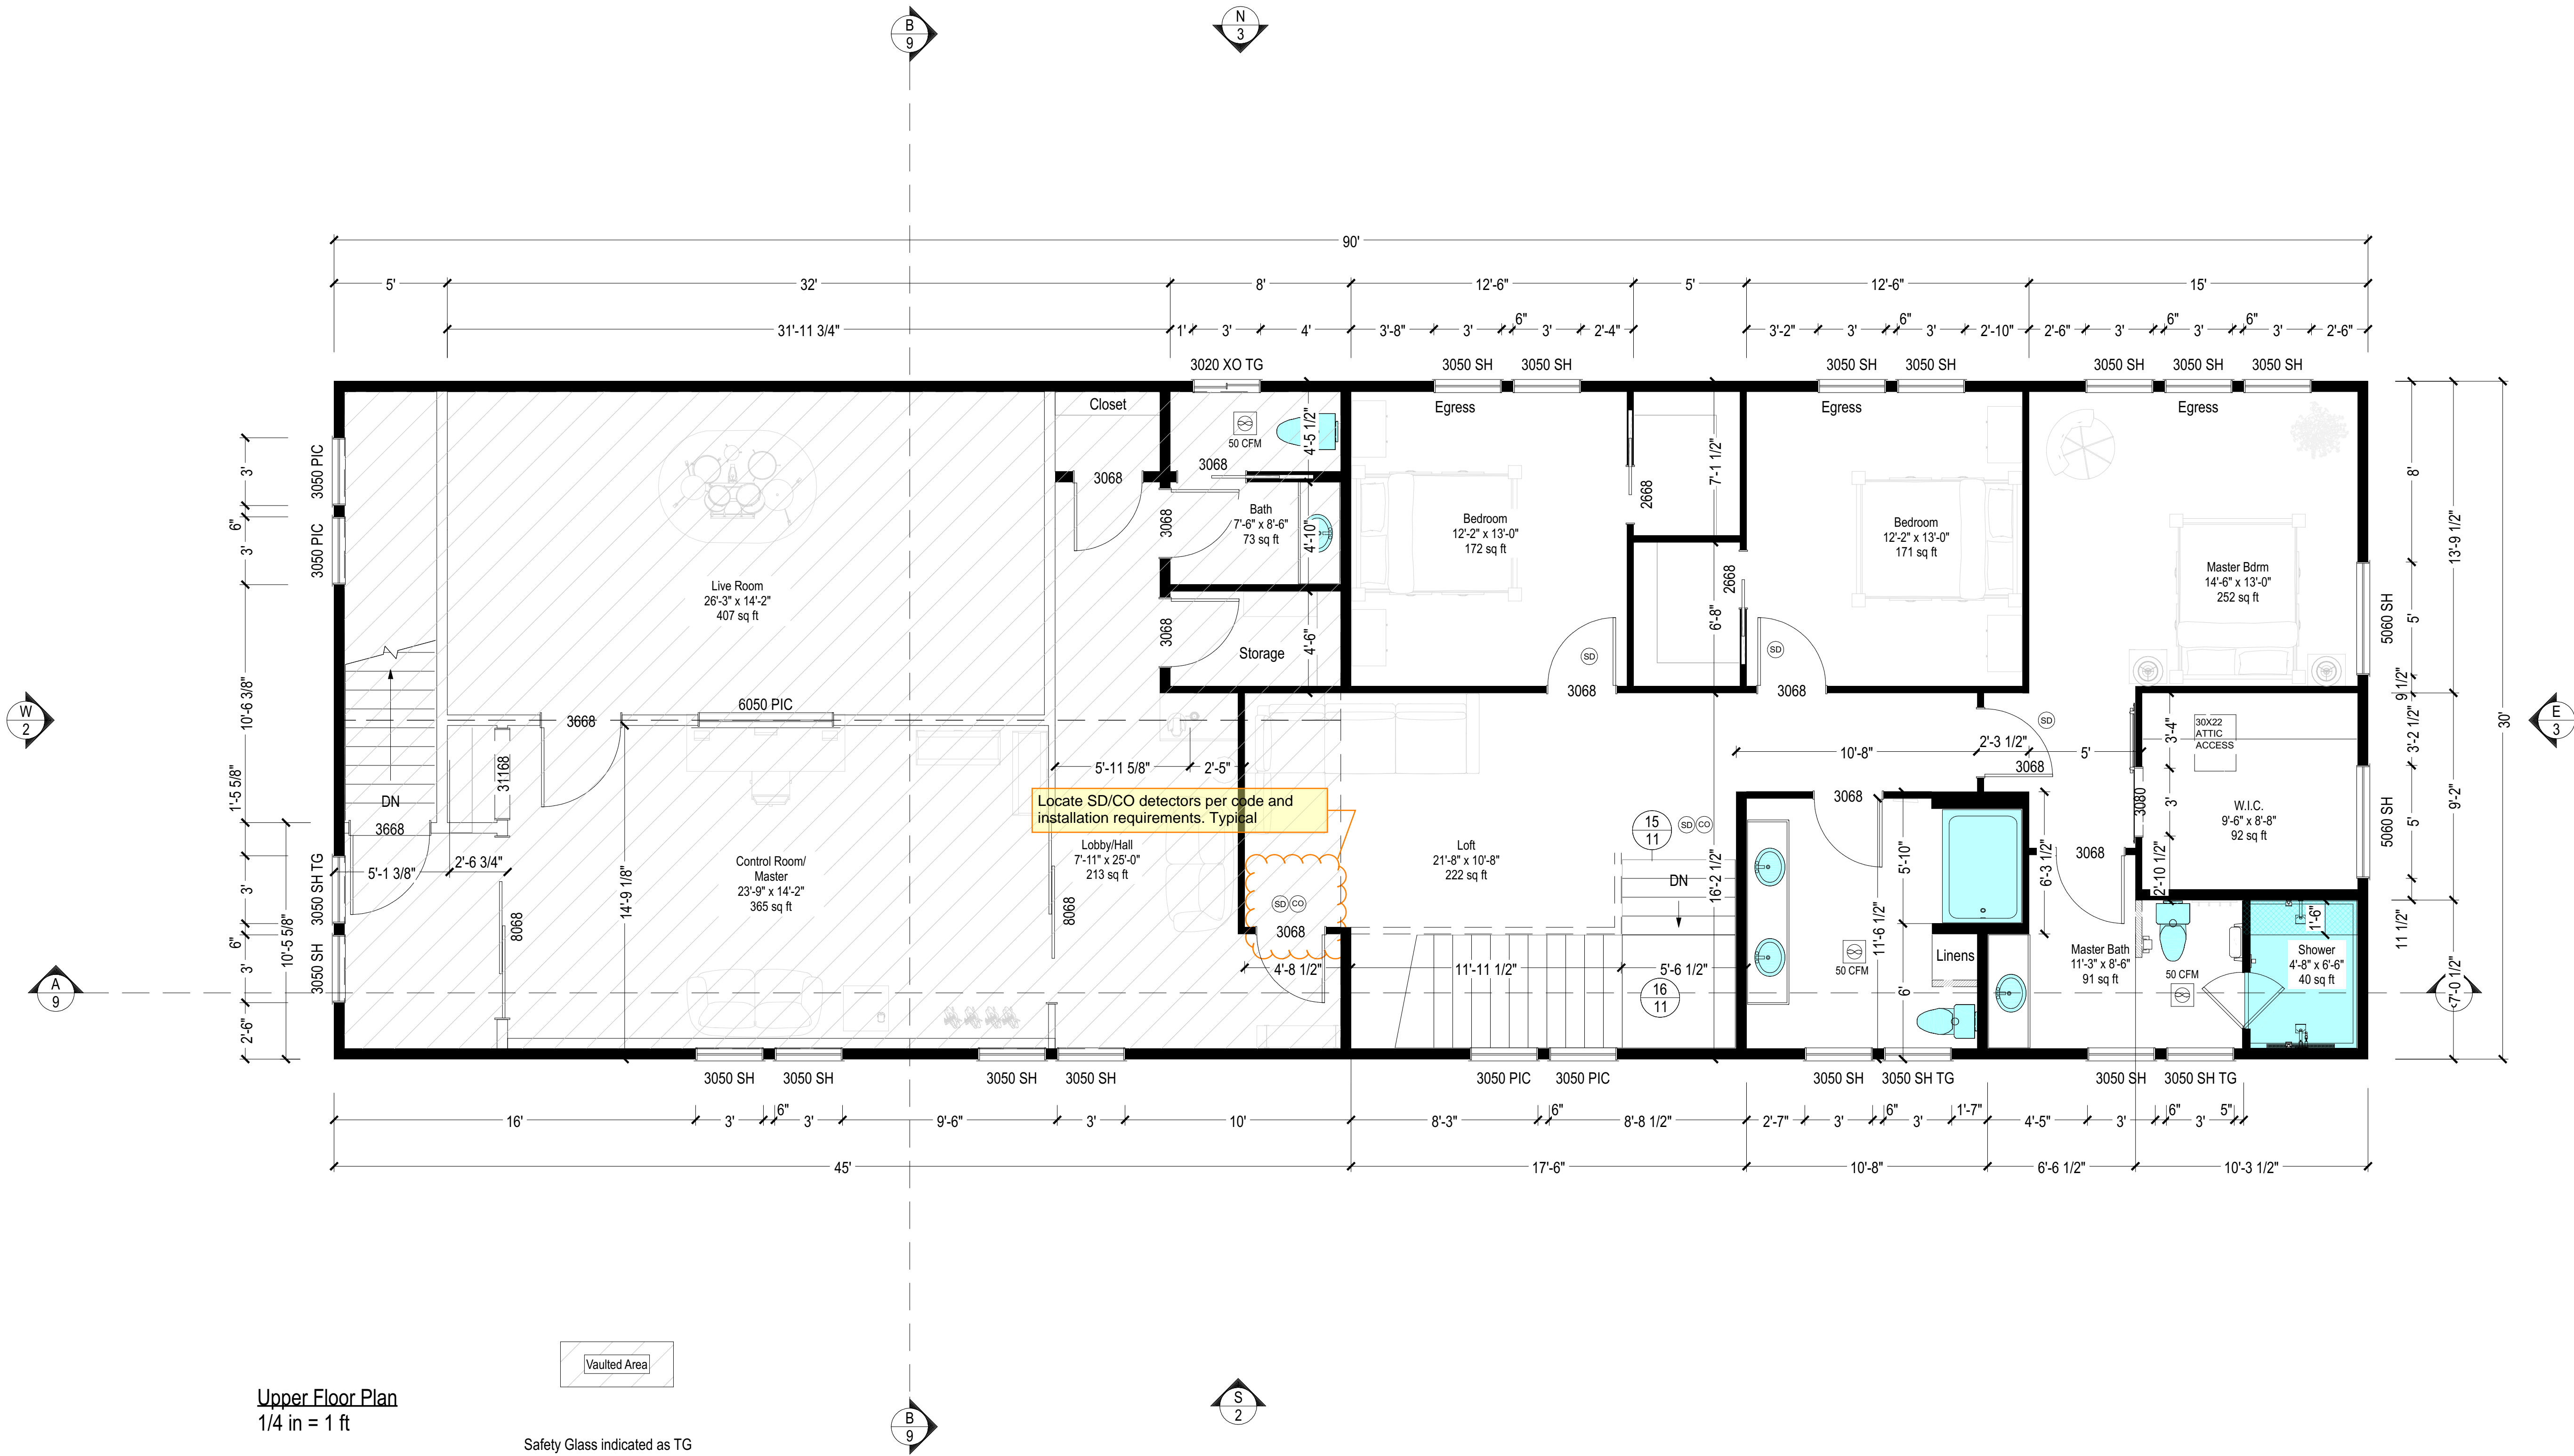 B
9
N
3
90'
5'
32'
8'
12'-6"
5'
12'-6"
15'
31'-11 3/4"
1'
3'
4'
3'-8"
3'
6"
3'
2'-4"
3'-2"
3'
6"
3'
2'-10"
2'-6"
3'
6"
3'
6"
3'
2'-6"
3020 XO TG
3050 SH
3050 SH
3050 SH
3050 SH
3050 SH
3050 SH
3050 SH
Closet
Egress
Egress
Egress
50 CFM
4'-5 1/2"
3068
3068
3068
Bath
7'-6" x 8'-6"
73 sq ft
4'-10"
3068
Storage
4'-6"
Bedroom
12'-2" x 13'-0"
172 sq ft
2668
7'-1 1/2"
2668
6'-8"
Bedroom
12'-2" x 13'-0"
171 sq ft
Master Bdrm
14'-6" x 13'-0"
252 sq ft
3'
3050 PIC
6"
3'
3050 PIC
10'-6 3/8"
1'-5 5/8"
Live Room
26'-3" x 14'-2"
407 sq ft
8'
13'-9 1/2"
5'
5060 SH
9 1/2"
30'
3'-2 1/2"
5'
5060 SH
9'-2"
11 1/2"
7'-0 1/2"
SD
3068
SD
3068
W
2
E
3
3668
6050 PIC
31168
DN
3668
5'-11 5/8"
2'-5"
Locate SD/CO detectors per code and
installation requirements. Typical
10'-8"
2'-3 1/2"
5'
SD
3068
3'-4"
30X22
ATTIC
ACCESS
3'
3080
W.I.C.
9'-6" x 8'-8"
92 sq ft
2'-10 1/2"
3068
15
11
SD
CO
3068
5'-1 3/8"
2'-6 3/4"
14'-9 1/8"
Control Room/
Master
23'-9" x 14'-2"
365 sq ft
Lobby/Hall
7'-11" x 25'-0"
213 sq ft
8068
8068
SD
CO
3068
Loft
21'-8" x 10'-8"
222 sq ft
DN
16'-2 1/2"
5'-10"
6'-3 1/2"
11'-6 1/2"
6'
50 CFM
Linens
Master Bath
11'-3" x 8'-6"
91 sq ft
50 CFM
1'-6"
Shower
4'-8" x 6'-6"
40 sq ft
4'-8 1/2"
11'-11 1/2"
5'-6 1/2"
16
11
3050 SH TG
3'
6"
3'
3050 SH
10'-5 5/8"
2'-6"
A
9
3050 SH
3050 SH
3050 SH
3050 SH
3050 PIC
3050 PIC
3050 SH
3050 SH TG
3050 SH
3050 SH TG
16'
3'
6"
3'
9'-6"
3'
10'
8'-3"
6"
8'-8 1/2"
2'-7"
3'
6"
3'
1'-7"
4'-5"
3'
6"
3'
5"
45'
17'-6"
10'-8"
6'-6 1/2"
10'-3 1/2"
Vaulted Area
Upper Floor Plan
1/4 in = 1 ft
Safety Glass indicated as TG
B
9
S
2